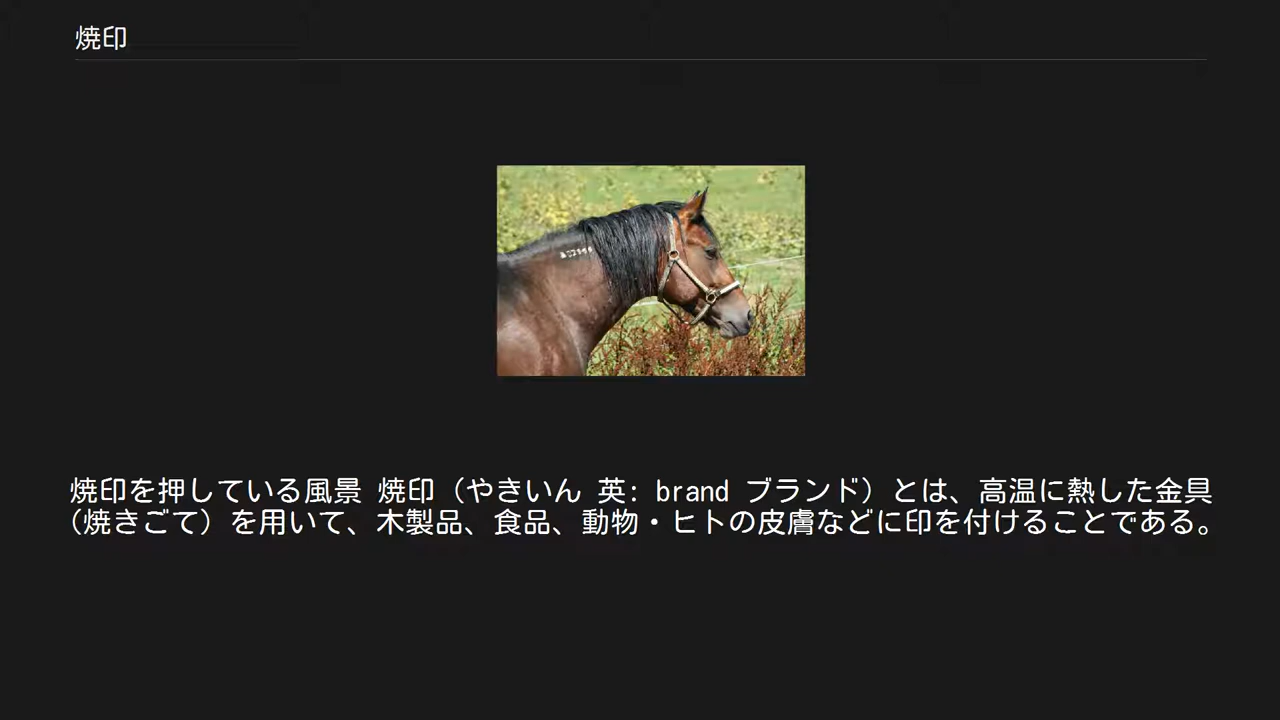 焼印
焼印を押している風景 焼印（やきいん 英: brand ブランド）とは、高温に熱した金具
（焼きごて）を用いて、木製品、食品、動物・ヒトの皮膚などに印を付けることである。